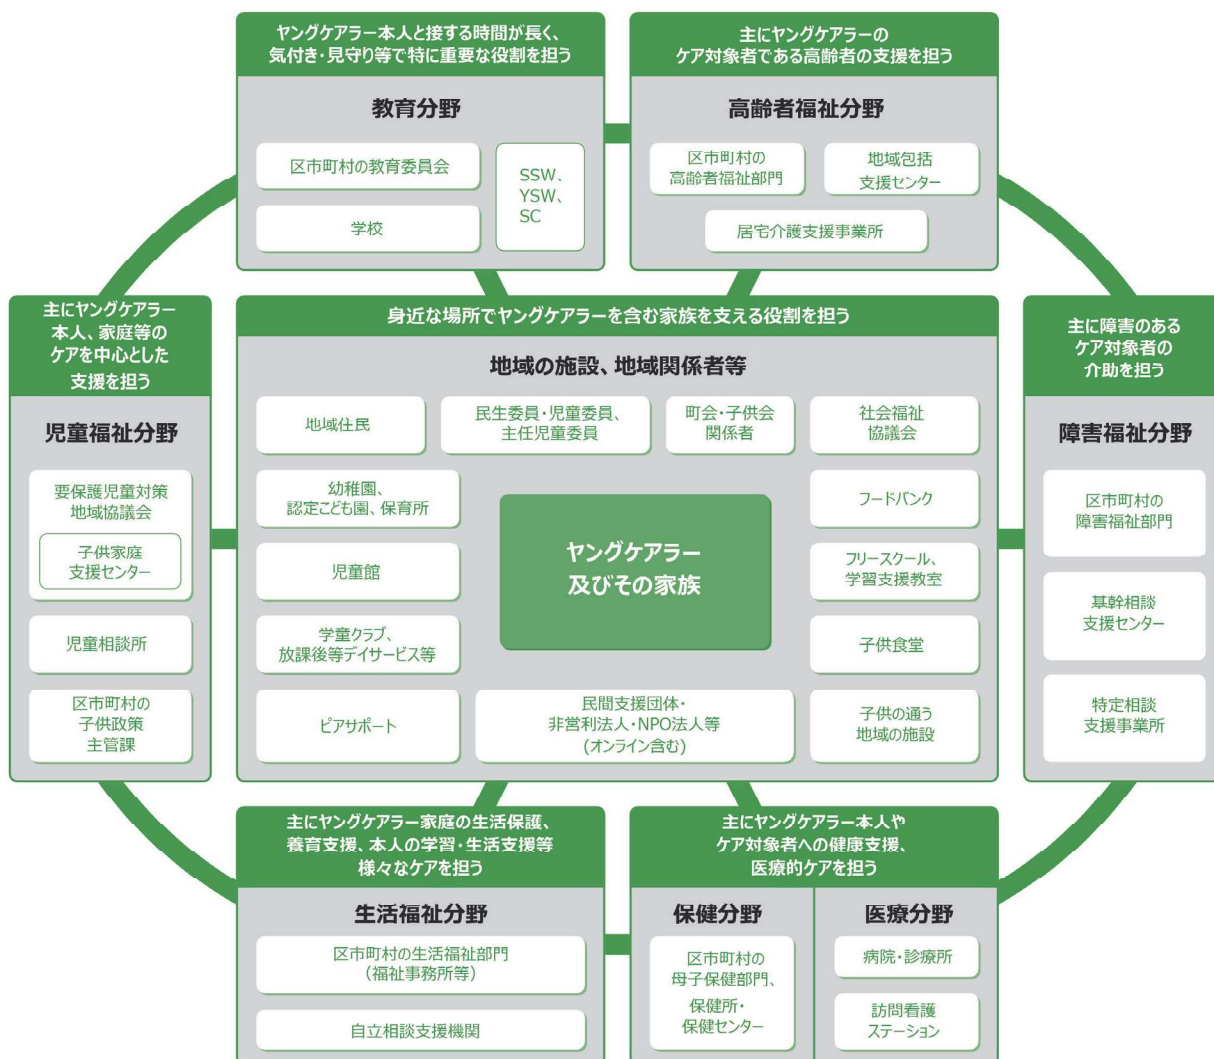 ヤングケアラー本人と接する時間が長く、
気付き・見守り等で特に重要な役割を担う
教育分野
区市町村の教育委員会
学校
SSW、
YSW、
SC
主にヤングケアラーの
ケア対象者である高齢者の支援を担う
高齢者福祉分野
区市町村の
高齢者福祉部門
地域包括
支援センター
居宅介護支援事業所
主にヤングケアラー
本人、家庭等の
ケアを中心とした
支援を担う
児童福祉分野
要保護児童対策
地域協議会
子供家庭
支援センター
児童相談所
区市町村の
子供政策
主管課
身近な場所でヤングケアラーを含む家族を支える役割を担う
地域の施設、地域関係者等
地域住民
民生委員・児童委員、
主任児童委員
町会・子供会
関係者
社会福祉
協議会
幼稚園、
認定こども園、保育所
フードバンク
児童館
ヤングケアラー
及びその家族
フリースクール、
学習支援教室
学童クラブ、
放課後等デイサービス等
子供食堂
ピアサポート
民間支援団体・
非営利法人・NPO法人等
(オンライン含む)
子供の通う
地域の施設
主に障害のある
ケア対象者の
介助を担う
障害福祉分野
区市町村の
障害福祉部門
基幹相談
支援センター
特定相談
支援事業所
主にヤングケアラー家庭の生活保護、
養育支援、本人の学習・生活支援等
様々なケアを担う
生活福祉分野
区市町村の生活福祉部門
(福祉事務所等)
自立相談支援機関
主にヤングケアラー本人や
ケア対象者への健康支援、
医療的ケアを担う
保健分野
区市町村の
母子保健部門、
保健所・
保健センター
医療分野
病院・診療所
訪問看護
ステーション